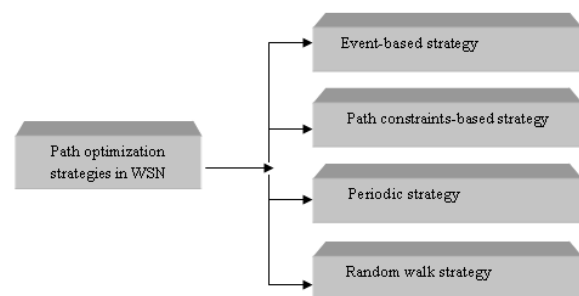 Event-based strategy
Path constraints-based strategy
Path optimization
strategies in WSN
Periodic strategy
Random walk strategy